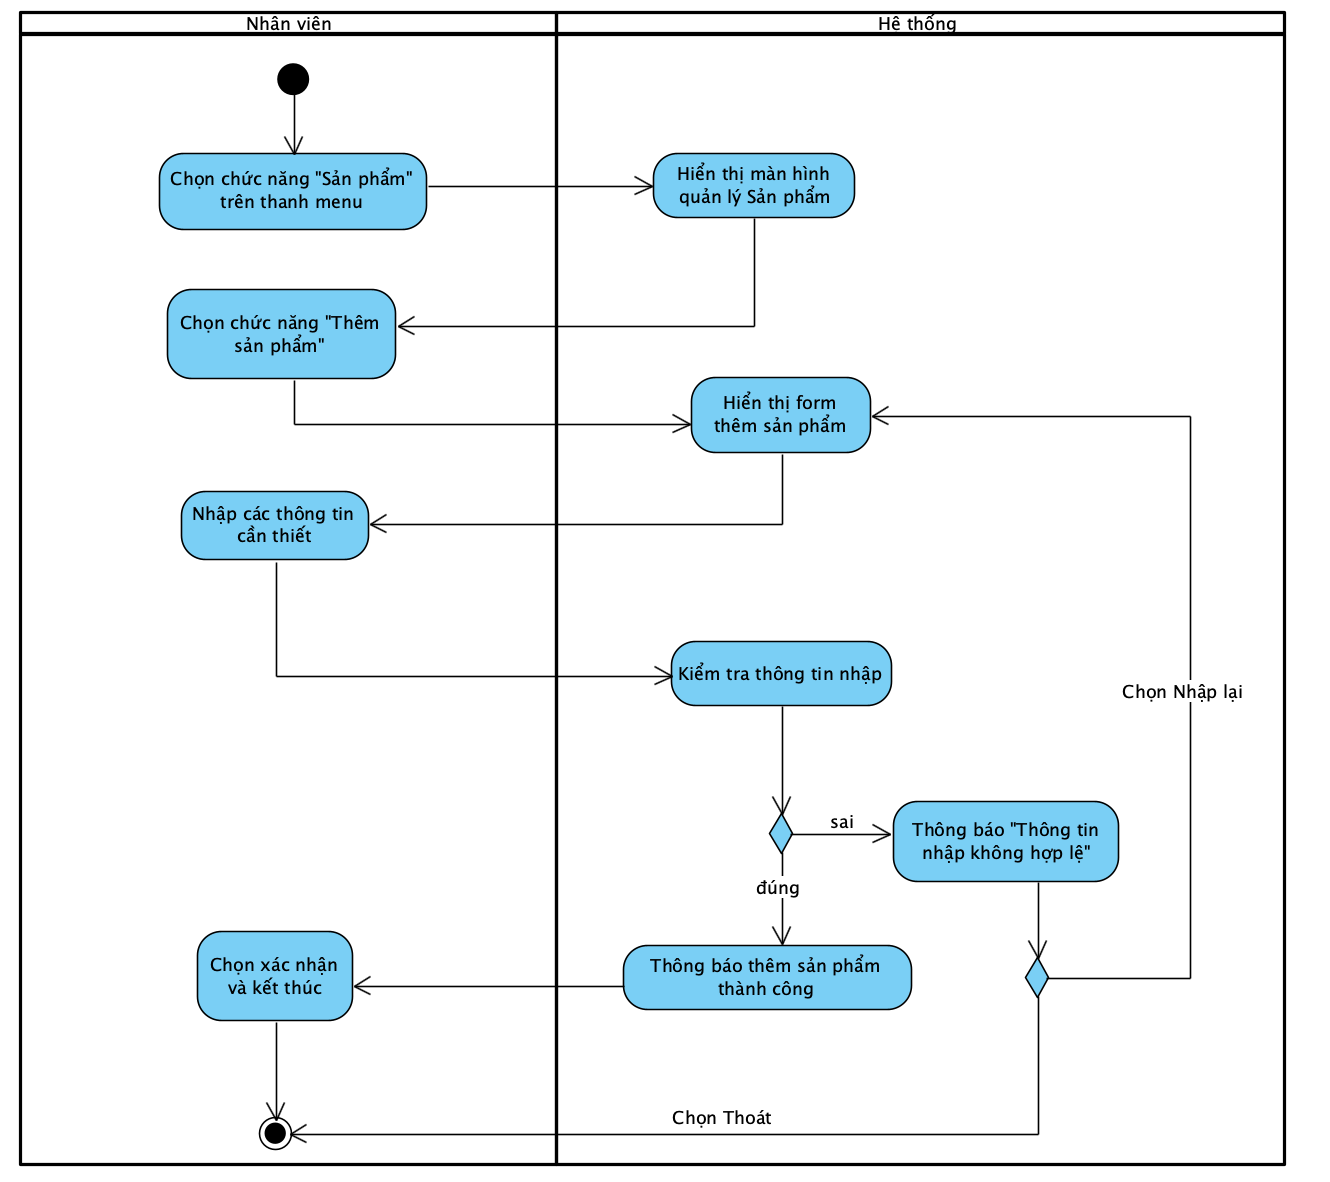 Nhân viên
Hê thống
Chọn chức năng "Sản phẩm"
trên thanh menu
Hiển thị màn hình
quản lý Sản phẩm
Chọn chức năng "Thêm
sản phẩm"
Hiển thị form
thêm sản phẩm
Nhập các thông tin
cần thiết
Kiểm tra thông tin nhập
Chọn Nhập lại
sai
Thông báo "Thông tin
nhập không hợp lệ"
đúng
Chọn xác nhận
và kết thúc
Thông báo thêm sản phẩm
thành công
Chọn Thoát